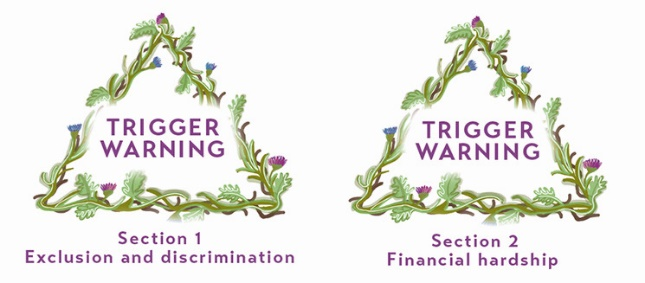 TRIGGER
WARNING
Section 1
Exclusion and discrimination
TRIGGER
WARNING
Section 2
Financial hardship